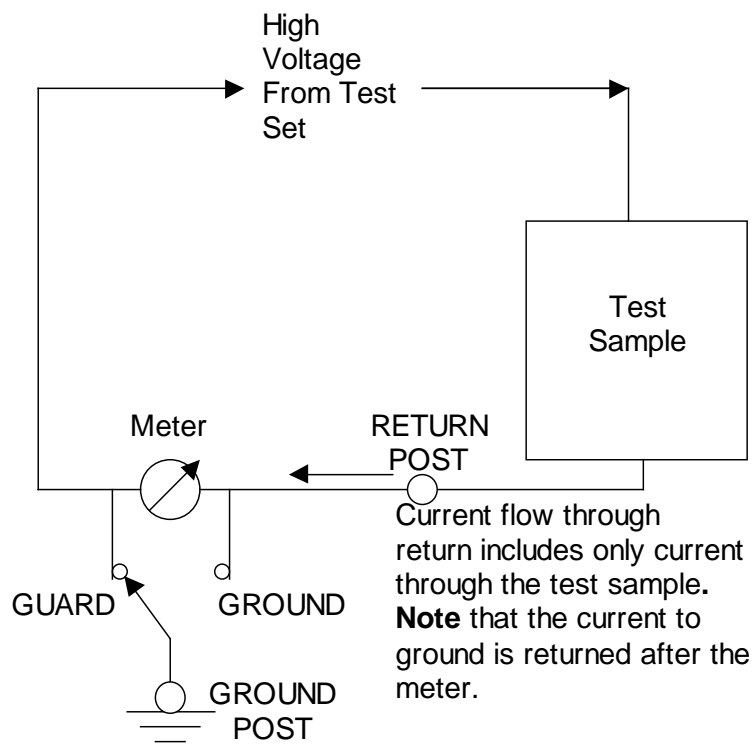 High
Voltage
From Test
Set
Test
Sample
Meter
RETURN
POST
Current flow through
return includes only current
through the test sample.
Note that the current to
ground is returned after the
meter.
GUARD
GROUND
GROUND
POST